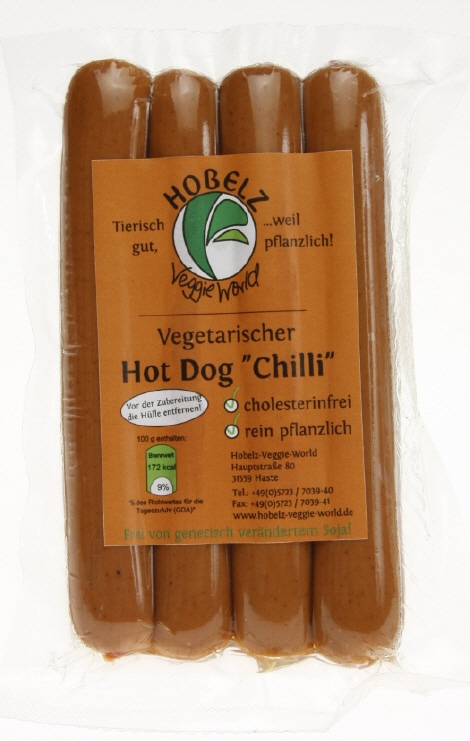 HOBELZ
Tierisch gut,
...weil pflanzlich!
Veggie World
Vegetarischer
Hot Dog "Chilli"
Vor der Zubereitung
die Hülle entfernen!
cholesterinfrei
rein pflanzlich
100 g enthalten:
Brennwert
172 kcal
9%
% des Richtwertes für die
Tageszufuhr (GDA)*
Hobelz-Veggie-World
Hauptstraße 80
31559 Haste
Tel.: +49(0)5723 / 7039-40
Fax: +49(0)5723 / 7039-41
www.hobelz-veggie-world.de
Frei von genetisch verändertem Soja!